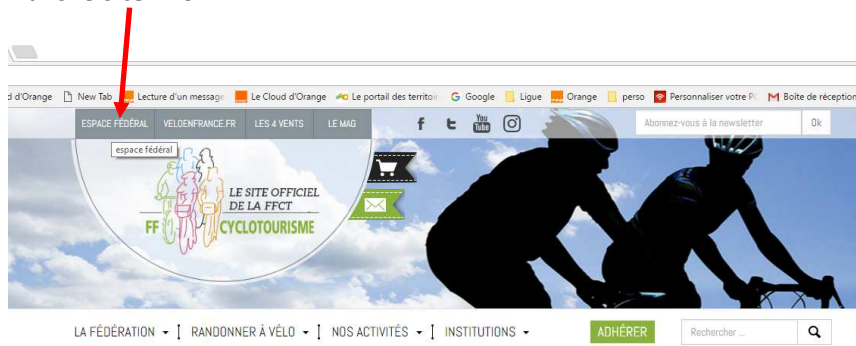 d d'Orange New Tab Lecture d'un message Le Cloud d'Orange Le portail des territoir Google Ligue Orange perso Personnaliser votre PC Boîte de réception
ESPACE FÉDÉRAL VELOENFRANCE.FR LES 4 VENTS LE MAG f You Tube Abonnez-vous à la newsletter Ok
espace fédéral
LE SITE OFFICIEL
DE LA FFCT
FF CYCLOTOURISME
LA FÉDÉRATION RANDONNER À VÉLO NOS ACTIVITÉS INSTITUTIONS ADHÉRER Rechercher ...